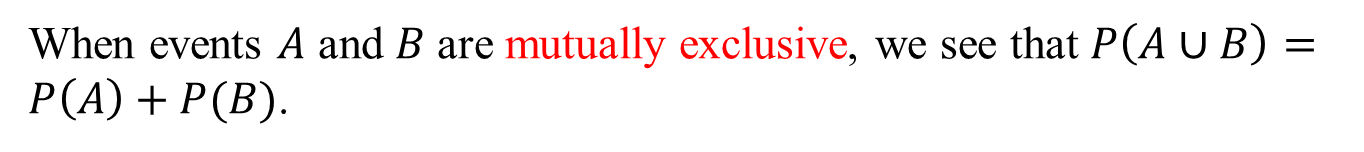 When events A and B are mutually exclusive, we see that P(A ∪ B) =
P(A) + P(B).